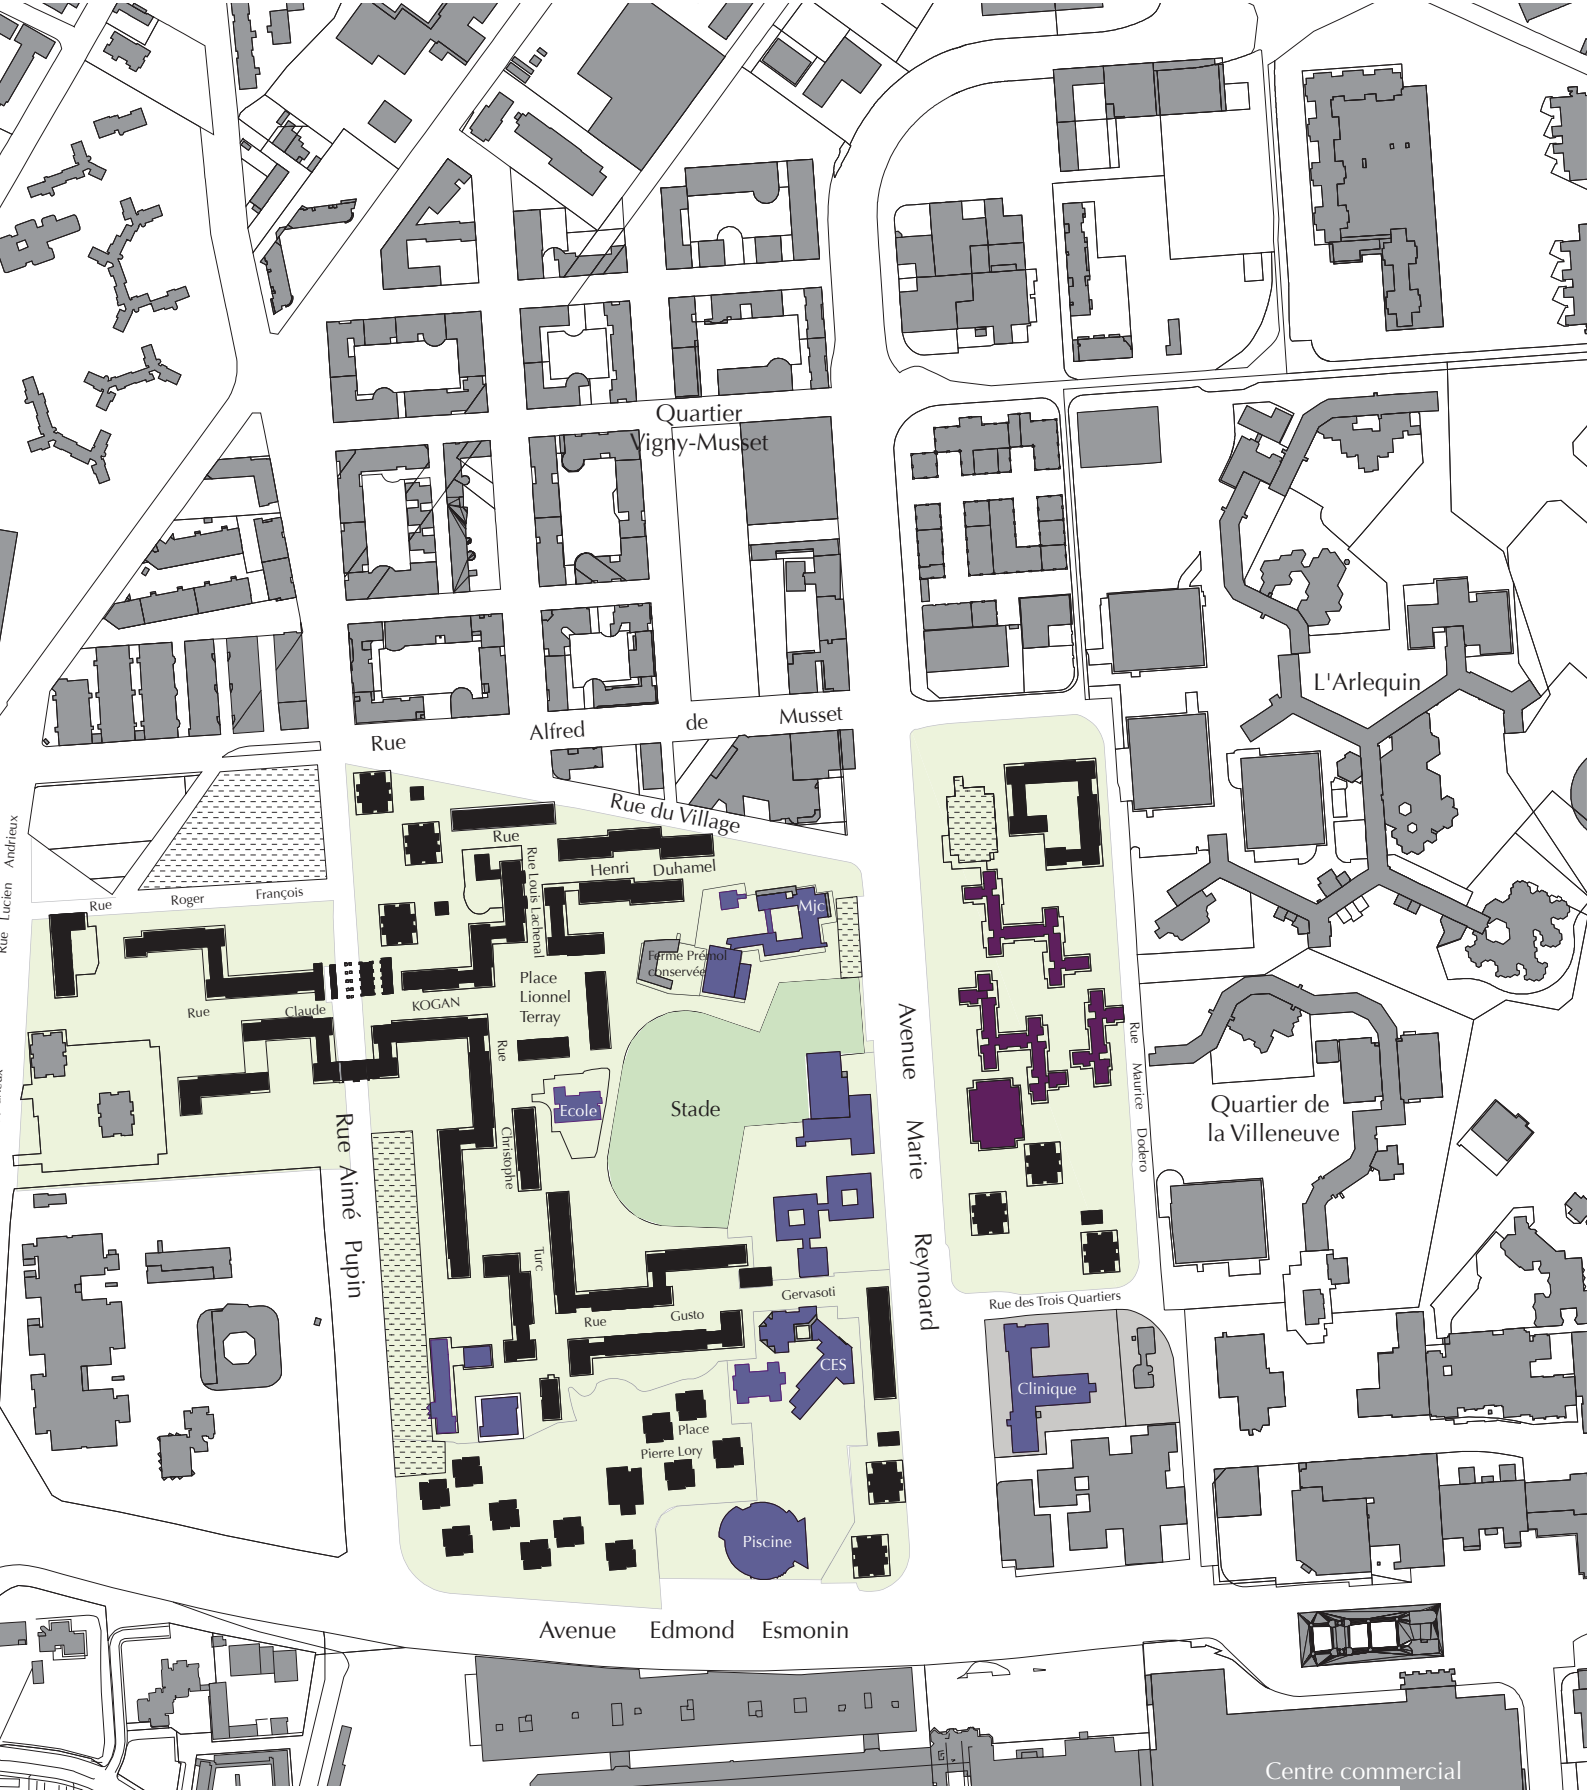 Quartier
Vigny-Musset
L'Arlequin
Rue Alfred de Musset
Rue du Village
Rue Lucien Andrieux
Rue Roger François
Rue Henri Duhamel
Rue Louis Lachenal
Mjc
Ferme Prémol
conservée
Place
Lionnel
Terray
Rue Claude KOGAN
Rue Christophe Turc
Ecole
Stade
Avenue Marie Reynoard
Rue Maurice Dodero
Quartier de
la Villeneuve
Rue Aimé Pupin
Rue des Trois Quartiers
Rue Gusto Gervasoti
CES
Clinique
Place
Pierre Lory
Piscine
Avenue Edmond Esmonin
Centre commercial